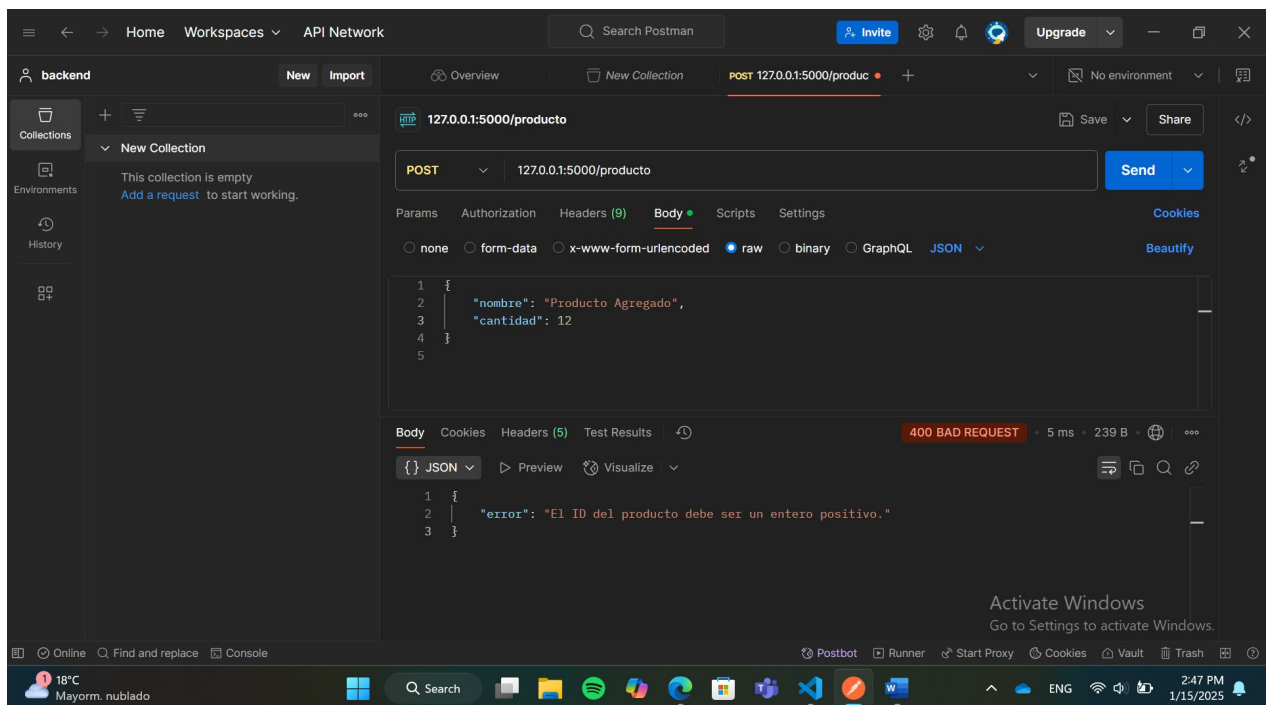 Home Workspaces API Network Search Postman Invite Upgrade
backend New Import Overview New Collection POST 127.0.0.1:5000/produc + No environment
Collections
Environments
History
New Collection
This collection is empty
Add a request to start working.
HTTP 127.0.0.1:5000/producto Save Share
POST 127.0.0.1:5000/producto Send
Params Authorization Headers (9) Body Scripts Settings Cookies
none form-data x-www-form-urlencoded raw binary GraphQL JSON Beautify
1 {
2 "nombre": "Producto Agregado",
3 "cantidad": 12
4 }
5
Body Cookies Headers (5) Test Results 400 BAD REQUEST 5 ms 239 B
{} JSON Preview Visualize
1 {
2 "error": "El ID del producto debe ser un entero positivo."
3 }
Activate Windows
Go to Settings to activate Windows.
Online Find and replace Console Postbot Runner Start Proxy Cookies Vault Trash
1 18°C
Mayorm. nublado
Search
ENG
2:47 PM
1/15/2025